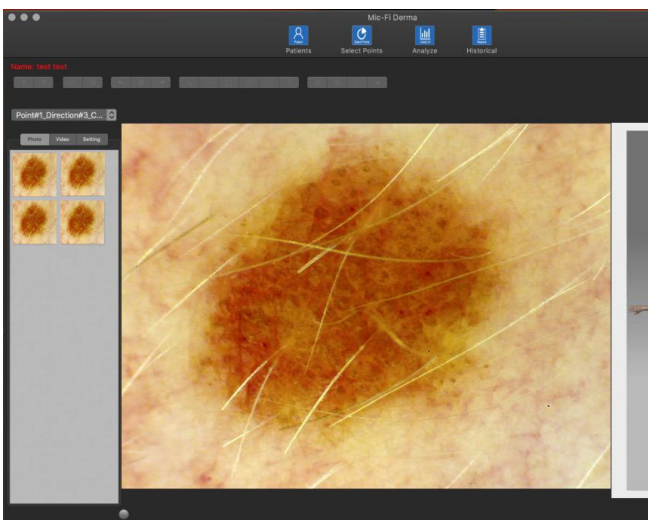 Mic-Fi Derma
Patients Select Points Analyze Historical
Name: test test
Point#1_Direction#3_C...
Photo Video Setting